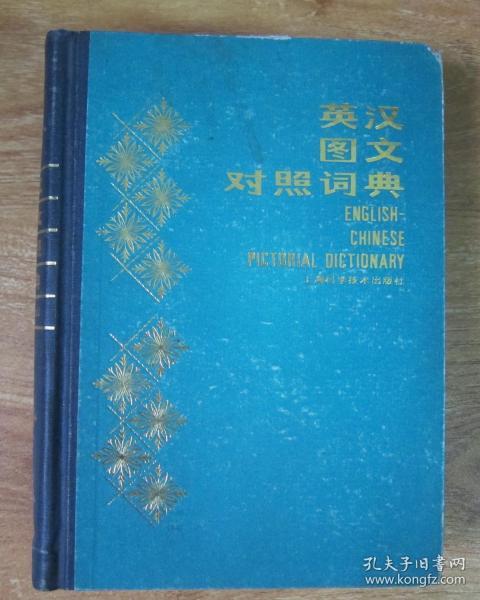 英汉
图文
对照词典
ENGLISH-
CHINESE
PICTORIAL DICTIONARY
上海科学技术出版社
孔夫子旧书网
www.kongfz.com